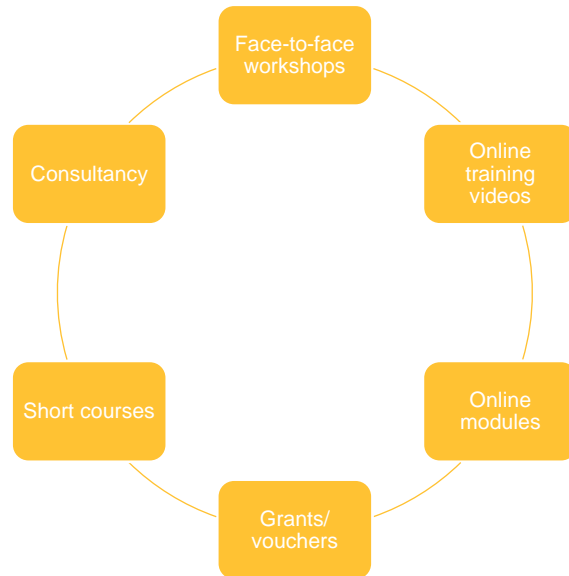 Face-to-face
workshops
Online
training
videos
Online
modules
Grants/
vouchers
Short courses
Consultancy